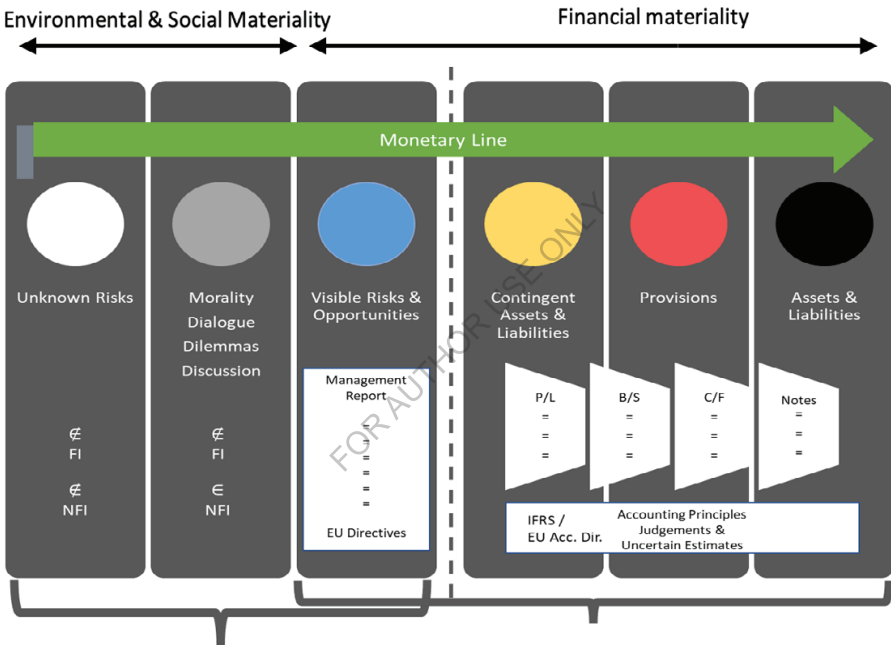 Environmental & Social Materiality
Financial materiality
Monetary Line
Unknown Risks
Morality
Dialogue
Dilemmas
Discussion
Visible Risks &
Opportunities
Contingent
Assets &
Liabilities
Provisions
Assets &
Liabilities
∉
FI
∉
NFI
∉
FI
∈
NFI
Management
Report
=
=
=
=
=
=
EU Directives
P/L
=
=
=
B/S
=
=
=
C/F
=
=
=
Notes
=
=
=
IFRS /
EU Acc. Dir.
Accounting Principles
Judgements &
Uncertain Estimates
FOR AUTHOR USE ONLY